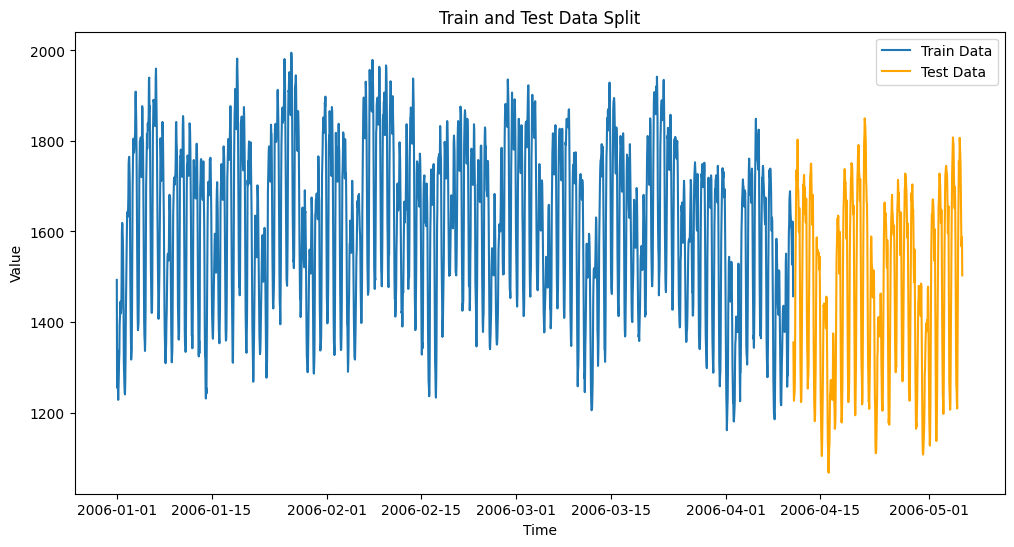 Train and Test Data Split
Train Data
Test Data
Value
2000
1800
1600
1400
1200
2006-01-01 2006-01-15 2006-02-01 2006-02-15 2006-03-01 2006-03-15 2006-04-01 2006-04-15 2006-05-01
Time